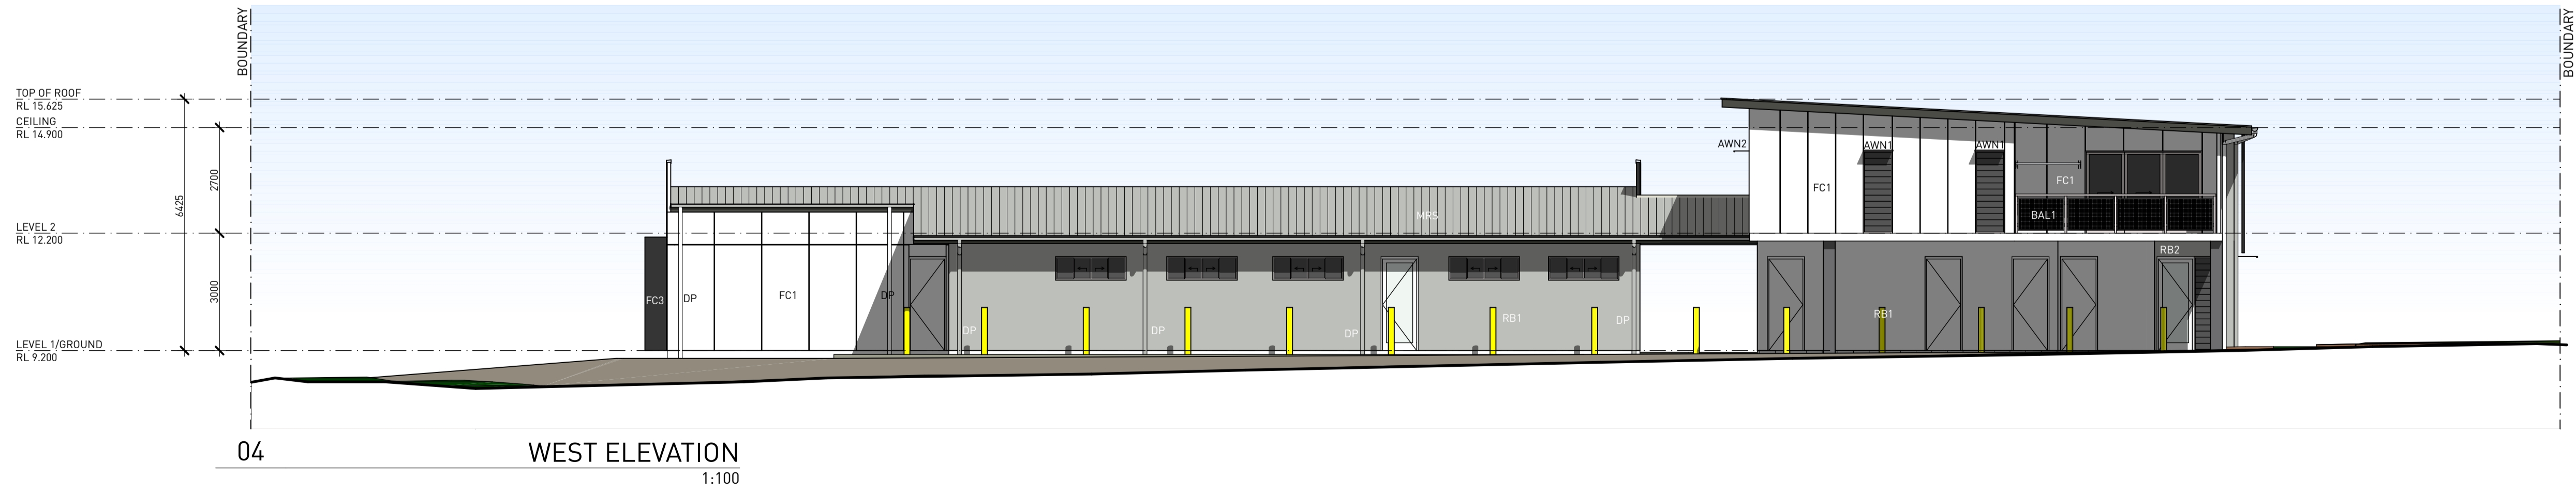 BOUNDARY
BOUNDARY
TOP OF ROOF
RL 15.625
CEILING
RL 14.900
AWN2
AWN1
AWN1
2700
6425
FC1
FC1
MRS
BAL1
LEVEL 2
RL 12.200
RB2
3000
FC3
DP
FC1
DP
DP
DP
DP
RB1
DP
RB1
LEVEL 1/GROUND
RL 9.200
04
WEST ELEVATION
1:100